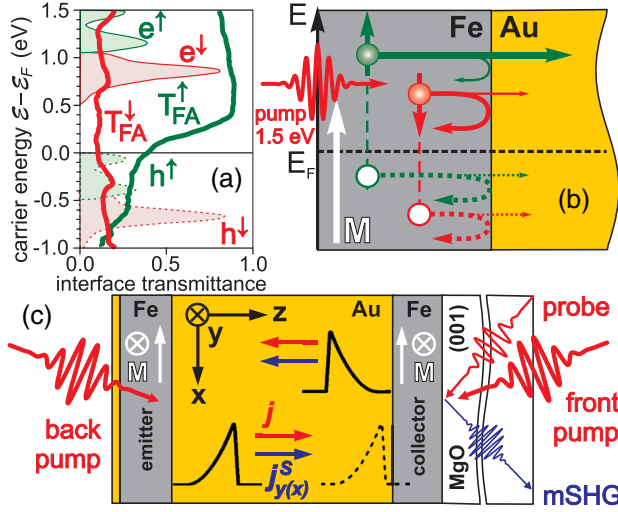 1.5
1.0
0.5
0.0
-0.5
-1.0
carrier energy ℰ−ℰF (eV)
e↑
e↓
T↓FA
T↑FA
h↑
(a)
h↓
0.0
0.5
1.0
interface transmittance
E
Fe
Au
pump
1.5 eV
EF
M
(b)
(c)
Fe
Au
Fe
z
y
x
M
M
(001)
probe
j
jSy(x)
back
pump
emitter
collector
MgO
front
pump
mSHG